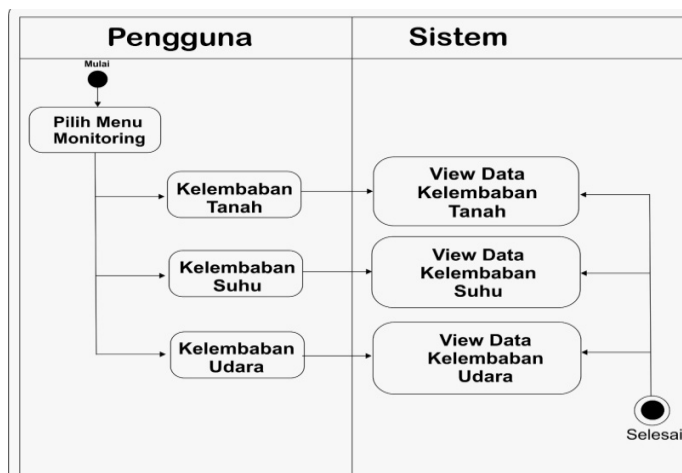 Pengguna
Sistem
Mulai
Pilih Menu
Monitoring
Kelembaban
Tanah
View Data
Kelembaban
Tanah
Kelembaban
Suhu
View Data
Kelembaban
Suhu
Kelembaban
Udara
View Data
Kelembaban
Udara
Selesai